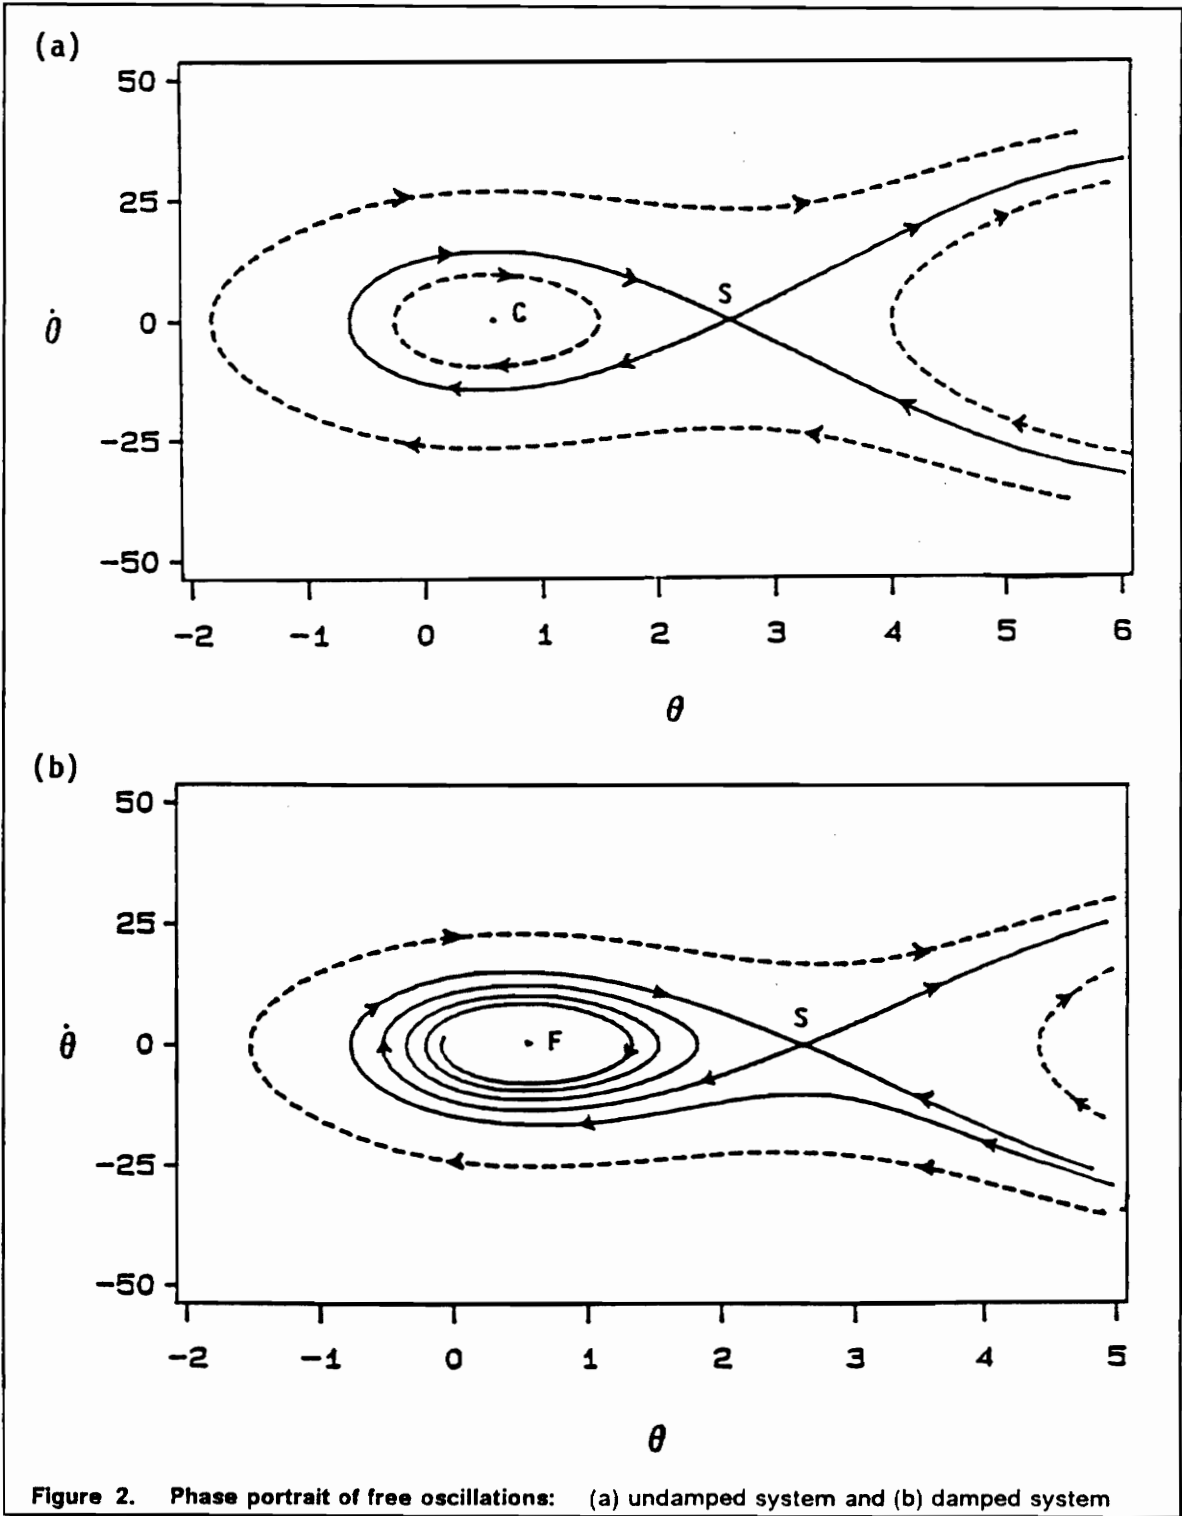 (a)
50
25
0
−25
−50
θ̇
C
S
−2 −1 0 1 2 3 4 5 6
θ
(b)
50
25
0
−25
−50
θ̇
F
S
−2 −1 0 1 2 3 4 5
θ
Figure 2. Phase portrait of free oscillations: (a) undamped system and (b) damped system